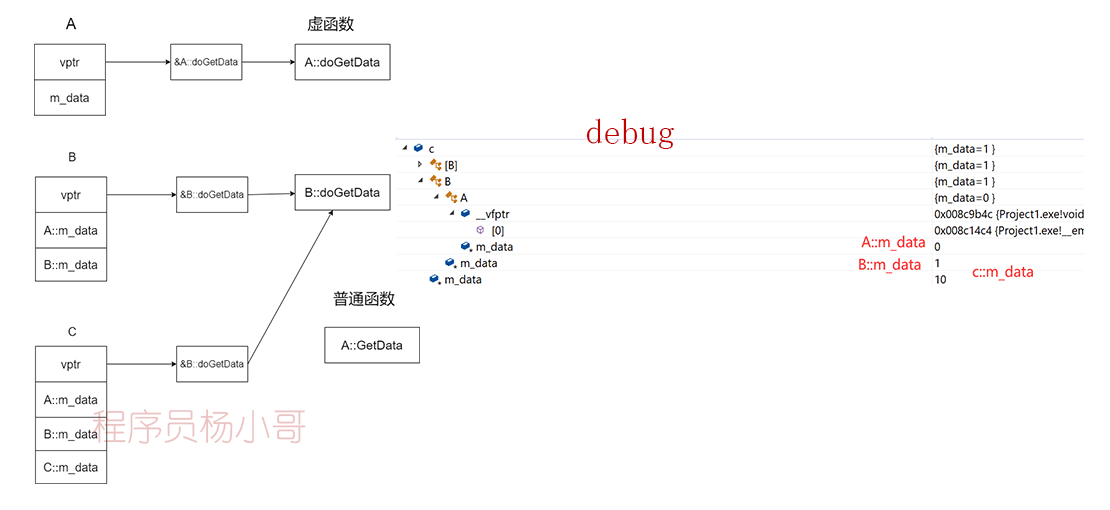 A
虚函数
vptr
&A::doGetData
A::doGetData
m_data
B
vptr
&B::doGetData
B::doGetData
A::m_data
B::m_data
普通函数
A::GetData
C
vptr
&B::doGetData
A::m_data
B::m_data
C::m_data
程序员杨小哥
debug
c {m_data=1 }
[B] {m_data=1 }
B {m_data=1 }
A {m_data=0 }
__vfptr 0x008c9b4c {Project1.exe!void
[0] 0x008c14c4 {Project1.exe!__em
m_data A::m_data 0
m_data B::m_data 1
m_data 10 c::m_data